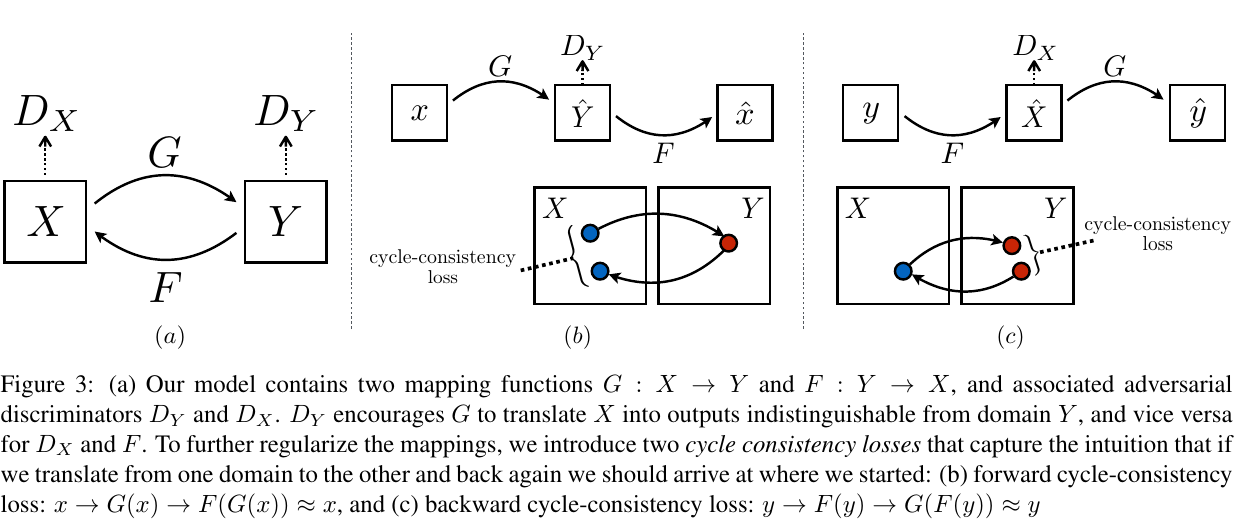 D_X
D_Y
G
X
Y
F
(a)
D_Y
G
x
Ŷ
x̂
F
X
Y
cycle-consistency
loss
(b)
D_X
G
y
X̂
ŷ
F
X
Y
cycle-consistency
loss
(c)
Figure 3: (a) Our model contains two mapping functions G : X → Y and F : Y → X, and associated adversarial
discriminators D_Y and D_X. D_Y encourages G to translate X into outputs indistinguishable from domain Y, and vice versa
for D_X and F. To further regularize the mappings, we introduce two cycle consistency losses that capture the intuition that if
we translate from one domain to the other and back again we should arrive at where we started: (b) forward cycle-consistency
loss: x → G(x) → F(G(x)) ≈ x, and (c) backward cycle-consistency loss: y → F(y) → G(F(y)) ≈ y